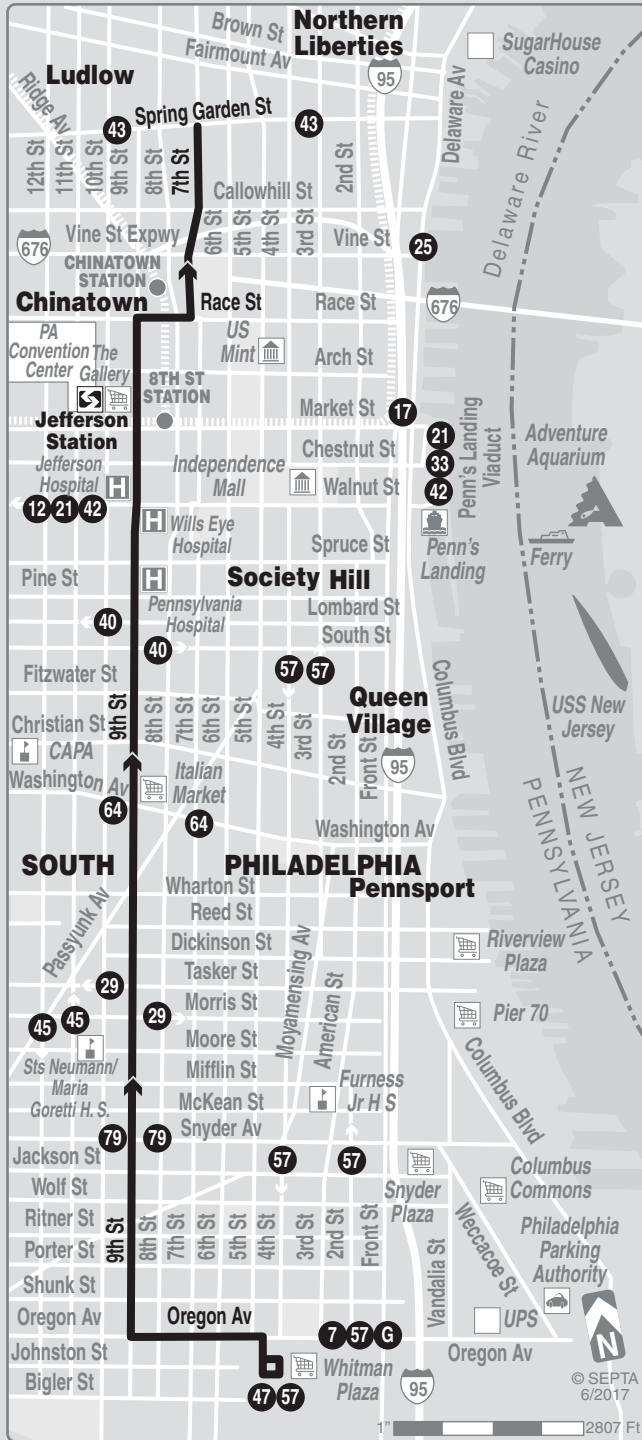 Northern
Liberties
Brown St
Fairmount Av
95
SugarHouse
Casino
Ludlow
Ridge Av
Spring Garden St
43
43
Delaware Av
Delaware River
12th St
11th St
10th St
9th St
8th St
7th St
2nd St
Callowhill St
6th St
5th St
4th St
3rd St
Vine St Expwy
Vine St
25
676
CHINATOWN
STATION
676
Chinatown
Race St
Race St
PA
Convention
Center
The
Gallery
US
Mint
Arch St
8TH ST
STATION
Market St
17
Jefferson
Station
Chestnut St
21
33
42
Penn's Landing
Viaduct
Adventure
Aquarium
Jefferson
Hospital
Independence
Mall
Walnut St
12
21
42
Wills Eye
Hospital
Spruce St
Penn's
Landing
Ferry
Pine St
Society Hill
Pennsylvania
Hospital
Lombard St
40
South St
40
57
57
Fitzwater St
Queen
Village
Columbus Blvd
USS New
Jersey
9th St
8th St
7th St
6th St
5th St
4th St
3rd St
2nd St
Front St
Christian St
CAPA
95
Washington Av
Italian
Market
64
64
Washington Av
NEW JERSEY
PENNSYLVANIA
SOUTH
PHILADELPHIA
Pennsport
Wharton St
Reed St
Passyunk Av
Dickinson St
Moyamensing Av
American St
Riverview
Plaza
Tasker St
29
Morris St
29
Pier 70
45
45
Moore St
Sts Neumann/
Maria
Goretti H. S.
Mifflin St
Furness
Jr H S
Columbus Blvd
McKean St
Snyder Av
79
79
57
57
Jackson St
Wolf St
Snyder
Plaza
Columbus
Commons
Ritner St
Porter St
9th St
8th St
7th St
6th St
5th St
4th St
3rd St
2nd St
Front St
Vandalia St
Weccacoe St
Philadelphia
Parking
Authority
Shunk St
Oregon Av
Oregon Av
7
57
G
UPS
Oregon Av
N
Johnston St
Bigler St
Whitman
Plaza
47
57
95
© SEPTA
6/2017
1"
2807 Ft